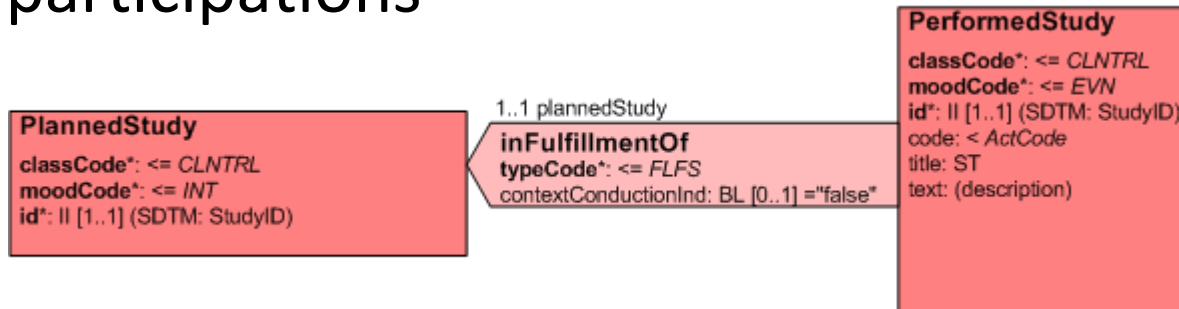 participations
PlannedStudy
classCode*: <= CLNTRL
moodCode*: <= INT
id*: II [1..1] (SDTM: StudyID)
1..1 plannedStudy
inFulfillmentOf
typeCode*: <= FLFS
contextConductionInd: BL [0..1] ="false"
PerformedStudy
classCode*: <= CLNTRL
moodCode*: <= EVN
id*: II [1..1] (SDTM: StudyID)
code: < ActCode
title: ST
text: (description)